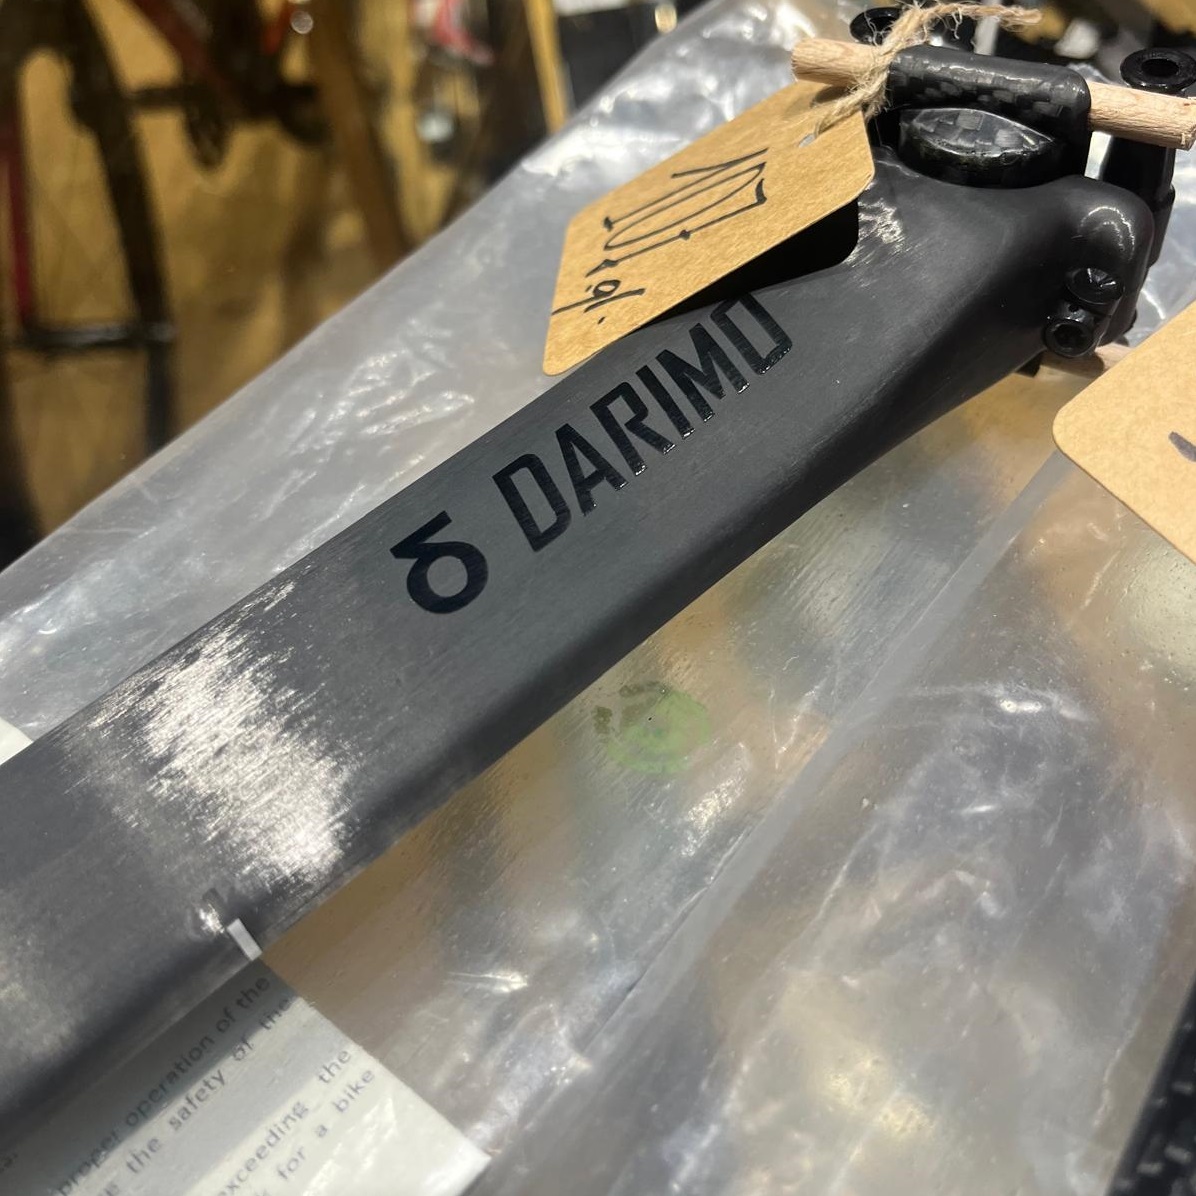 δ DARIMO
proper operation of the
the safety of the
exceeding the
for a bike